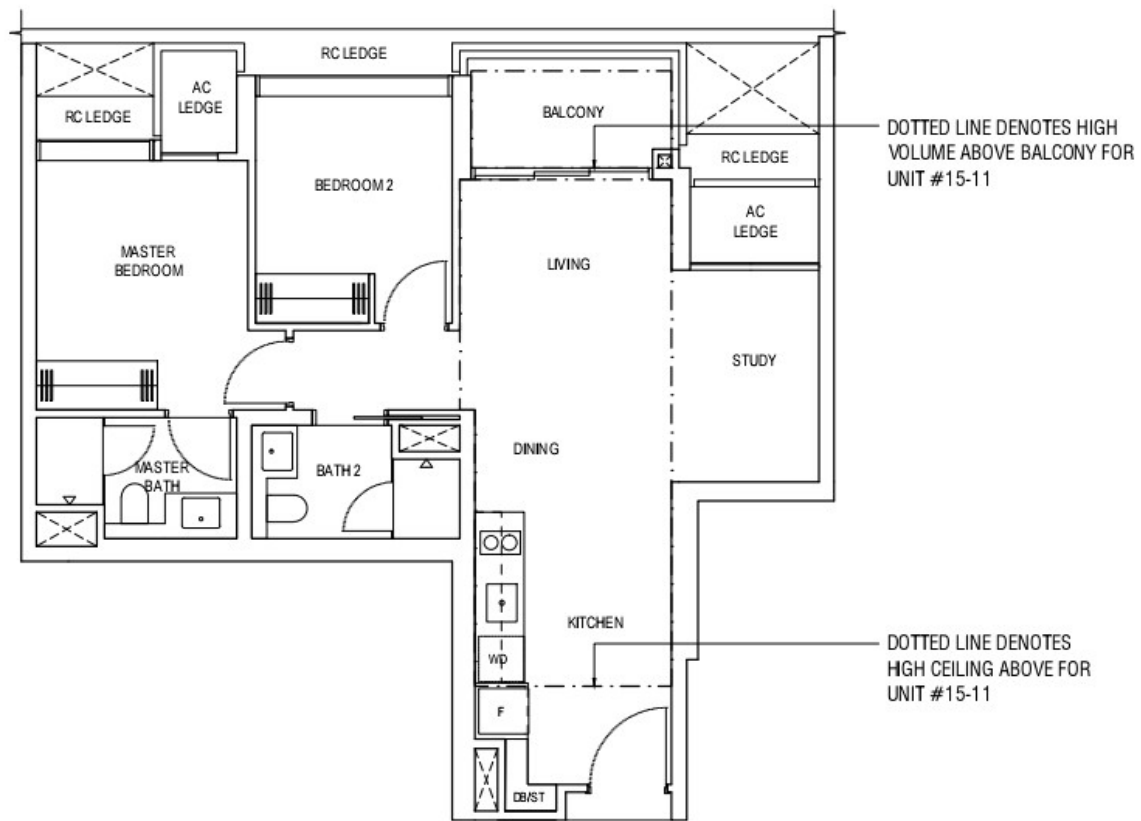 RC LEDGE
AC
LEDGE
RC LEDGE
BALCONY
DOTTED LINE DENOTES HIGH
VOLUME ABOVE BALCONY FOR
UNIT #15-11
RC LEDGE
BEDROOM 2
AC
LEDGE
MASTER
BEDROOM
LIVING
STUDY
DINING
MASTER
BATH
BATH 2
KITCHEN
DOTTED LINE DENOTES
HIGH CEILING ABOVE FOR
UNIT #15-11
WD
F
DB/ST